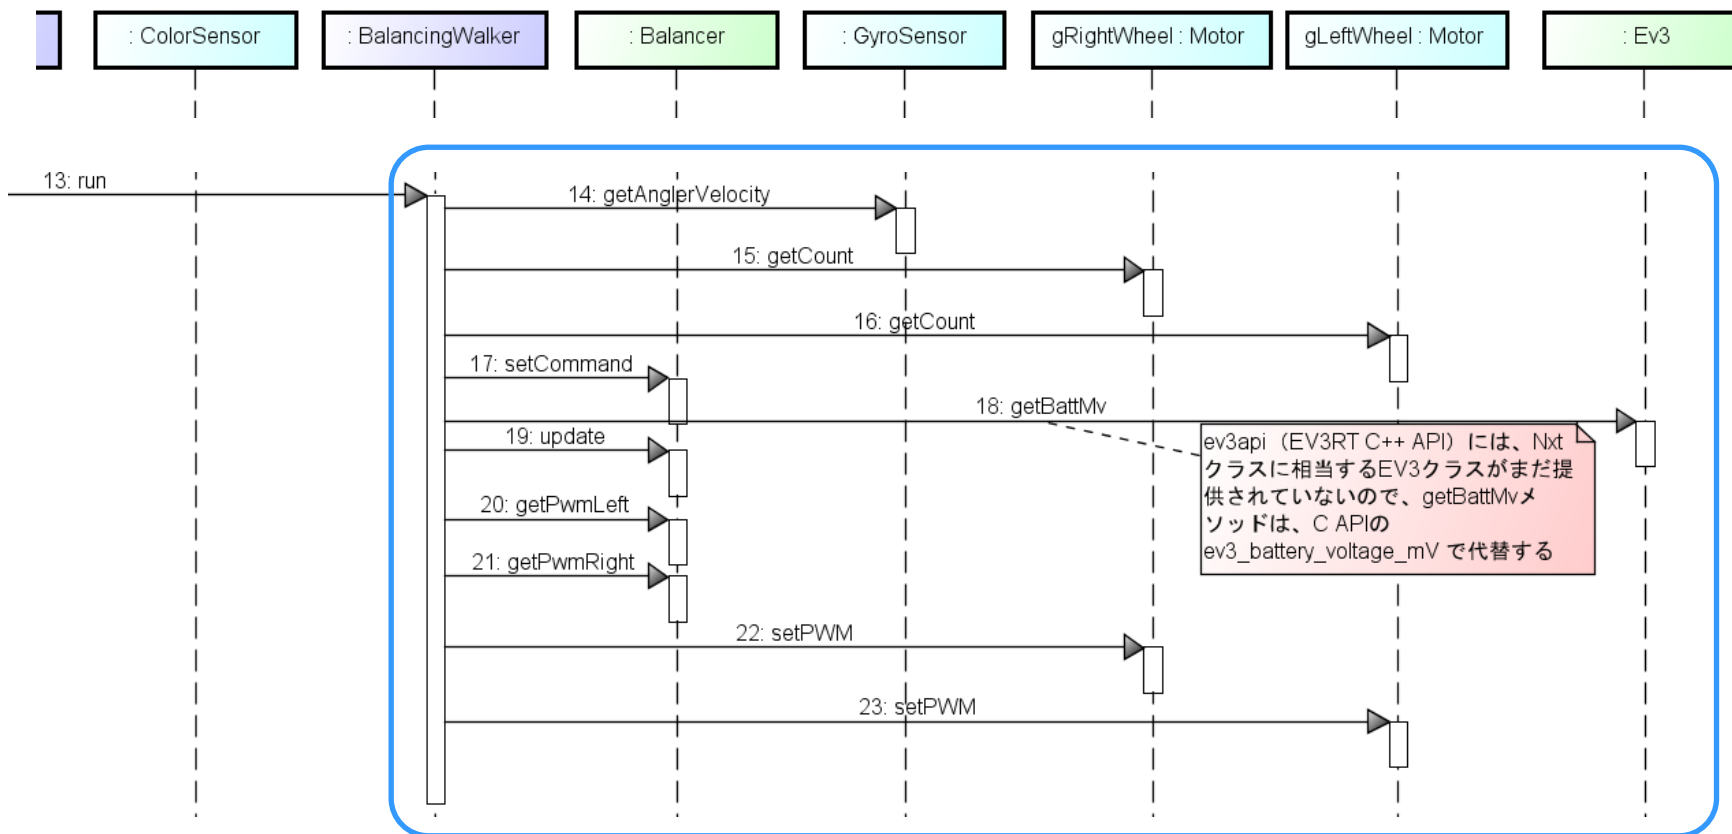 : ColorSensor
: BalancingWalker
: Balancer
: GyroSensor
gRightWheel : Motor
gLeftWheel : Motor
: Ev3
13: run
14: getAnglerVelocity
15: getCount
16: getCount
17: setCommand
18: getBattMv
19: update
ev3api（EV3RT C++ API）には、Nxt
クラスに相当するEV3クラスがまだ提
供されていないので、getBattMvメ
ソッドは、C APIの
ev3_battery_voltage_mV で代替する
20: getPwmLeft
21: getPwmRight
22: setPWM
23: setPWM